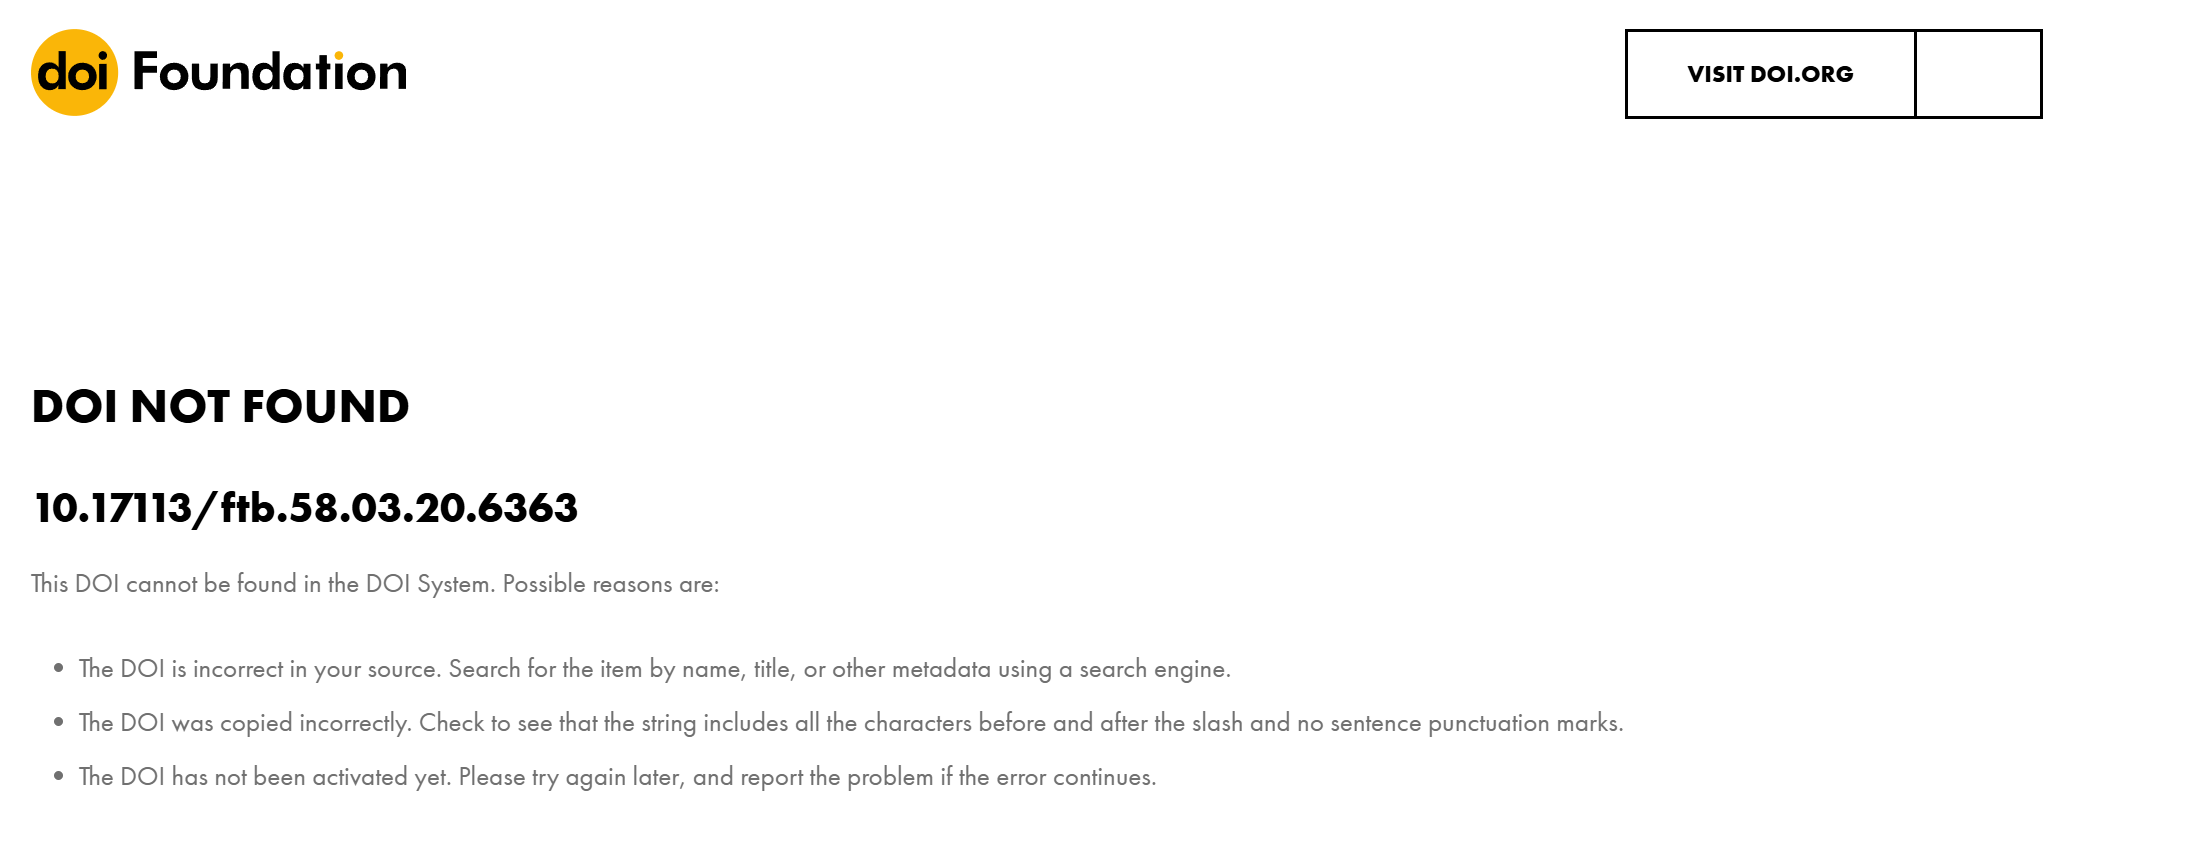 doi Foundation
VISIT DOI.ORG
DOI NOT FOUND
10.17113/ftb.58.03.20.6363
This DOI cannot be found in the DOI System. Possible reasons are:
• The DOI is incorrect in your source. Search for the item by name, title, or other metadata using a search engine.
• The DOI was copied incorrectly. Check to see that the string includes all the characters before and after the slash and no sentence punctuation marks.
• The DOI has not been activated yet. Please try again later, and report the problem if the error continues.